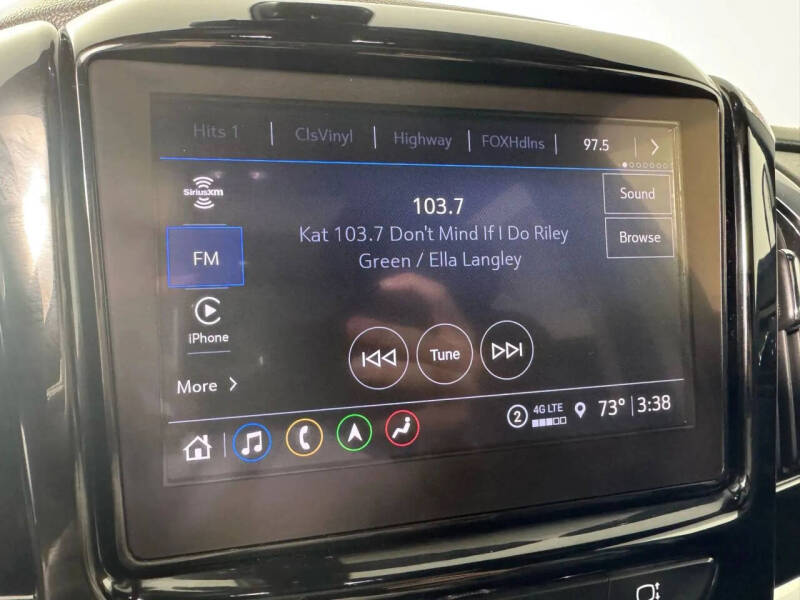 Hits 1 | ClsVinyl | Highway | FOXHdlns | 97.5
SiriusXM
103.7
Sound
Kat 103.7 Don't Mind If I Do Riley
Green / Ella Langley
Browse
FM
iPhone
Tune
More
2 4G LTE 73° 3:38